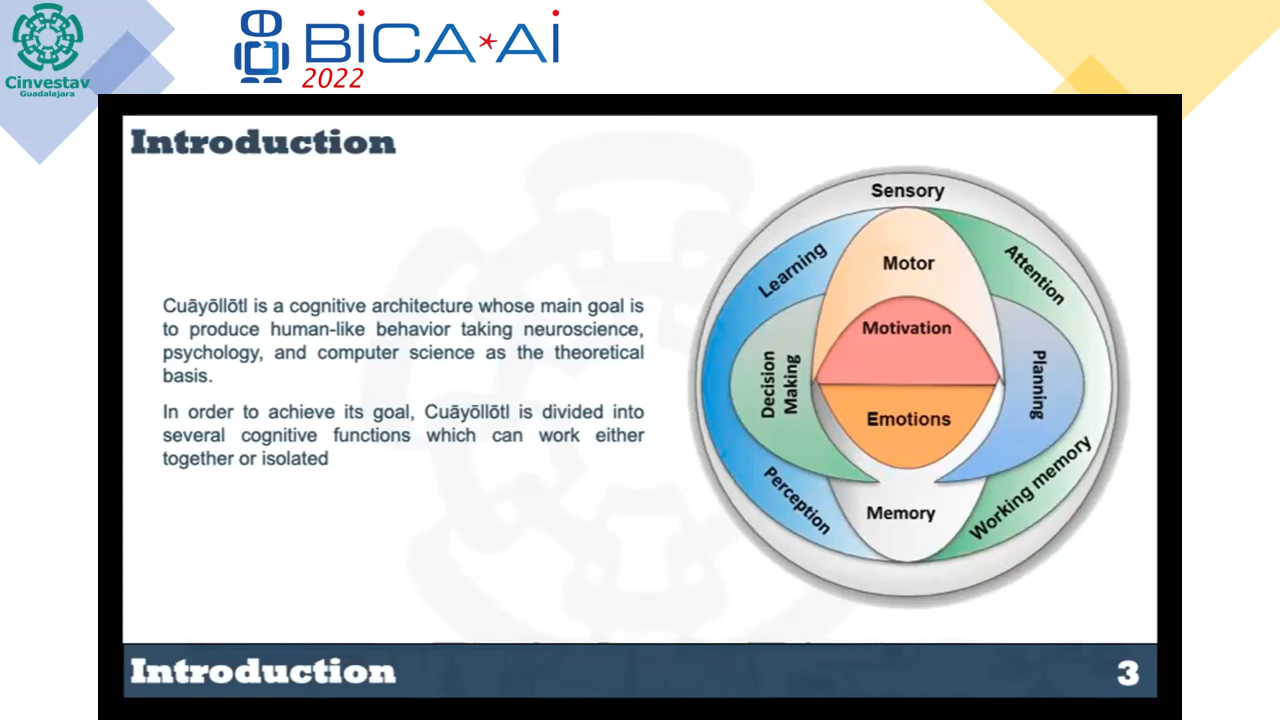 Cinvestav
Guadalajara
BiCA*Ai
2022
Introduction
Cuāyōllōtl is a cognitive architecture whose main goal is
to produce human-like behavior taking neuroscience,
psychology, and computer science as the theoretical
basis.
In order to achieve its goal, Cuāyōllōtl is divided into
several cognitive functions which can work either
together or isolated
Sensory
Learning
Motor
Attention
Motivation
Decision
Making
Planning
Emotions
Perception
Memory
Working memory
Introduction
3